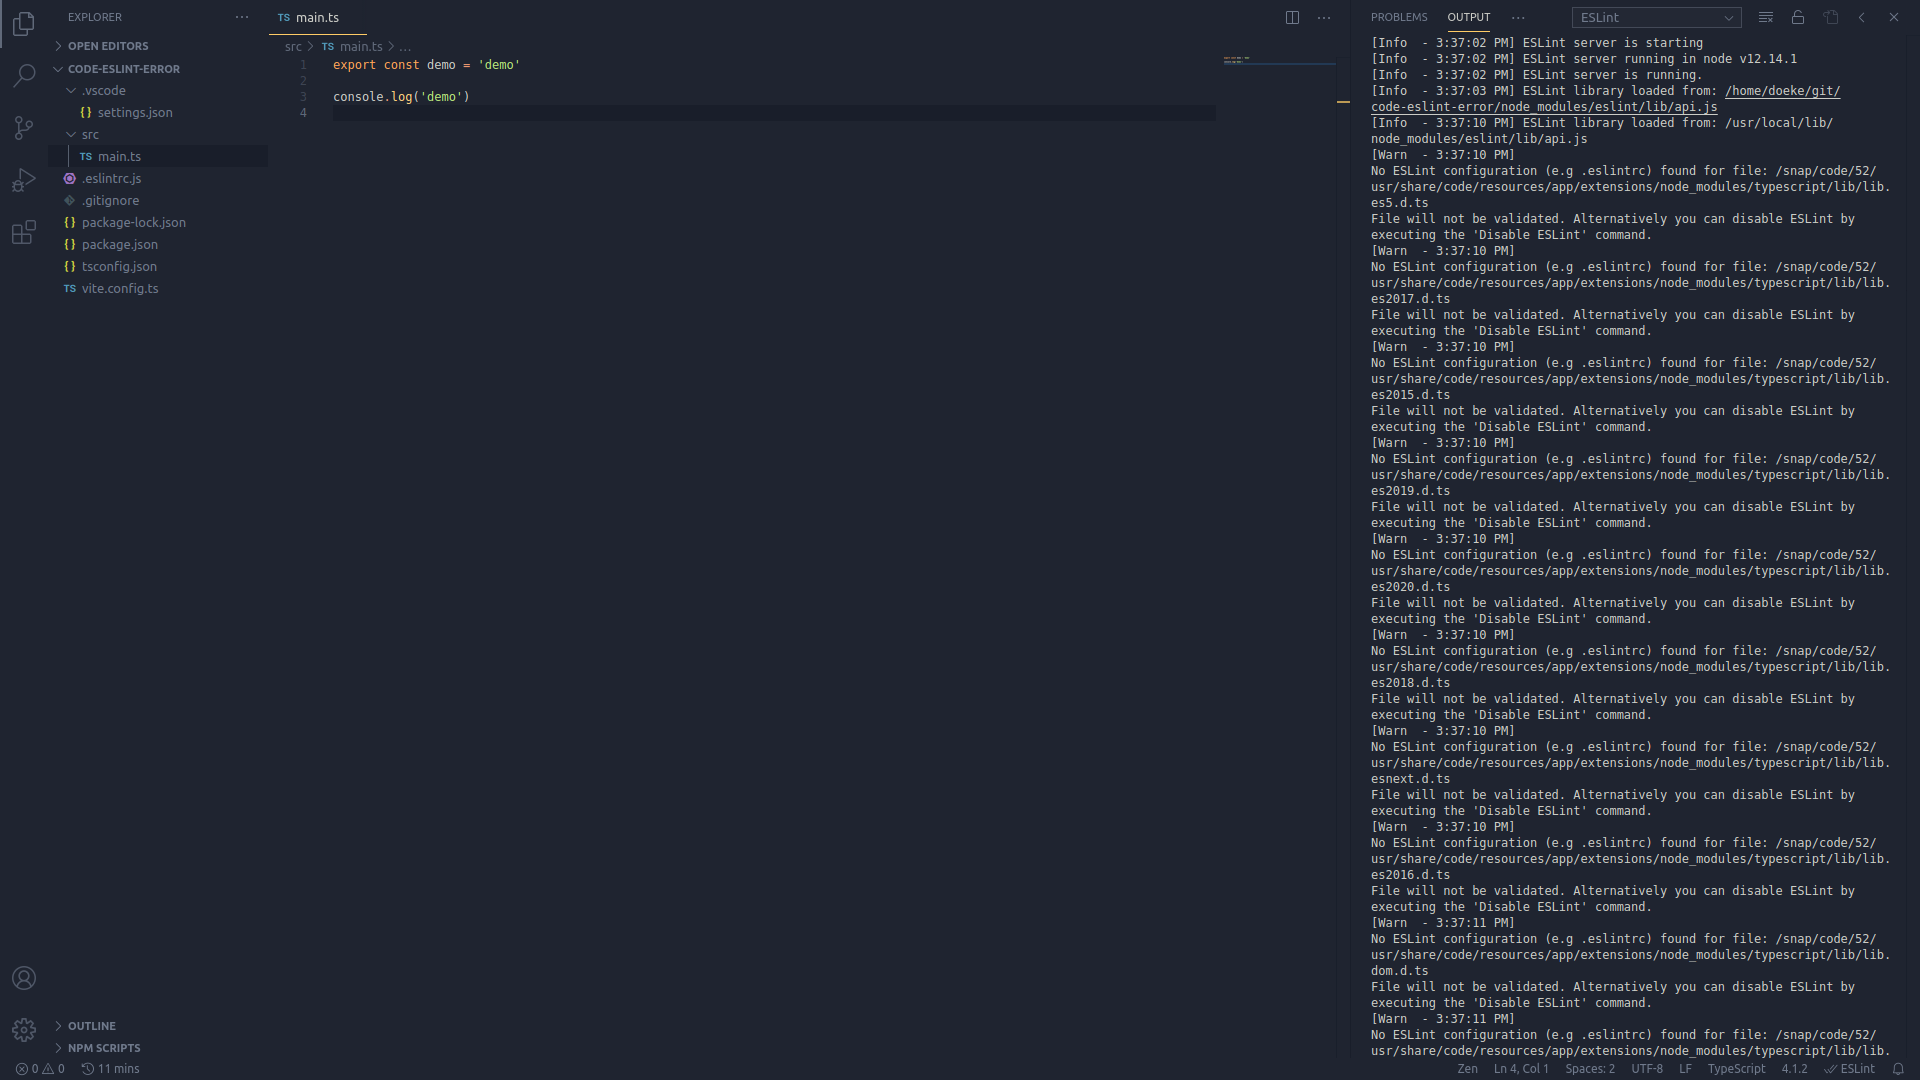 EXPLORER
OPEN EDITORS
CODE-ESLINT-ERROR
.vscode
settings.json
src
main.ts
.eslintrc.js
.gitignore
package-lock.json
package.json
tsconfig.json
vite.config.ts
OUTLINE
NPM SCRIPTS
TS main.ts
src > TS main.ts > ...
1 export const demo = 'demo'
2
3 console.log('demo')
4
PROBLEMS OUTPUT ... ESLint
[Info  - 3:37:02 PM] ESLint server is starting
[Info  - 3:37:02 PM] ESLint server running in node v12.14.1
[Info  - 3:37:02 PM] ESLint server is running.
[Info  - 3:37:03 PM] ESLint library loaded from: /home/doeke/git/
code-eslint-error/node_modules/eslint/lib/api.js
[Info  - 3:37:10 PM] ESLint library loaded from: /usr/local/lib/
node_modules/eslint/lib/api.js
[Warn  - 3:37:10 PM]
No ESLint configuration (e.g .eslintrc) found for file: /snap/code/52/
usr/share/code/resources/app/extensions/node_modules/typescript/lib/lib.
es5.d.ts
File will not be validated. Alternatively you can disable ESLint by
executing the 'Disable ESLint' command.
[Warn  - 3:37:10 PM]
No ESLint configuration (e.g .eslintrc) found for file: /snap/code/52/
usr/share/code/resources/app/extensions/node_modules/typescript/lib/lib.
es2017.d.ts
File will not be validated. Alternatively you can disable ESLint by
executing the 'Disable ESLint' command.
[Warn  - 3:37:10 PM]
No ESLint configuration (e.g .eslintrc) found for file: /snap/code/52/
usr/share/code/resources/app/extensions/node_modules/typescript/lib/lib.
es2015.d.ts
File will not be validated. Alternatively you can disable ESLint by
executing the 'Disable ESLint' command.
[Warn  - 3:37:10 PM]
No ESLint configuration (e.g .eslintrc) found for file: /snap/code/52/
usr/share/code/resources/app/extensions/node_modules/typescript/lib/lib.
es2019.d.ts
File will not be validated. Alternatively you can disable ESLint by
executing the 'Disable ESLint' command.
[Warn  - 3:37:10 PM]
No ESLint configuration (e.g .eslintrc) found for file: /snap/code/52/
usr/share/code/resources/app/extensions/node_modules/typescript/lib/lib.
es2020.d.ts
File will not be validated. Alternatively you can disable ESLint by
executing the 'Disable ESLint' command.
[Warn  - 3:37:10 PM]
No ESLint configuration (e.g .eslintrc) found for file: /snap/code/52/
usr/share/code/resources/app/extensions/node_modules/typescript/lib/lib.
es2018.d.ts
File will not be validated. Alternatively you can disable ESLint by
executing the 'Disable ESLint' command.
[Warn  - 3:37:10 PM]
No ESLint configuration (e.g .eslintrc) found for file: /snap/code/52/
usr/share/code/resources/app/extensions/node_modules/typescript/lib/lib.
esnext.d.ts
File will not be validated. Alternatively you can disable ESLint by
executing the 'Disable ESLint' command.
[Warn  - 3:37:10 PM]
No ESLint configuration (e.g .eslintrc) found for file: /snap/code/52/
usr/share/code/resources/app/extensions/node_modules/typescript/lib/lib.
es2016.d.ts
File will not be validated. Alternatively you can disable ESLint by
executing the 'Disable ESLint' command.
[Warn  - 3:37:11 PM]
No ESLint configuration (e.g .eslintrc) found for file: /snap/code/52/
usr/share/code/resources/app/extensions/node_modules/typescript/lib/lib.
dom.d.ts
File will not be validated. Alternatively you can disable ESLint by
executing the 'Disable ESLint' command.
[Warn  - 3:37:11 PM]
No ESLint configuration (e.g .eslintrc) found for file: /snap/code/52/
usr/share/code/resources/app/extensions/node_modules/typescript/lib/lib.
0 0 11 mins Zen Ln 4, Col 1 Spaces: 2 UTF-8 LF TypeScript 4.1.2 ESLint